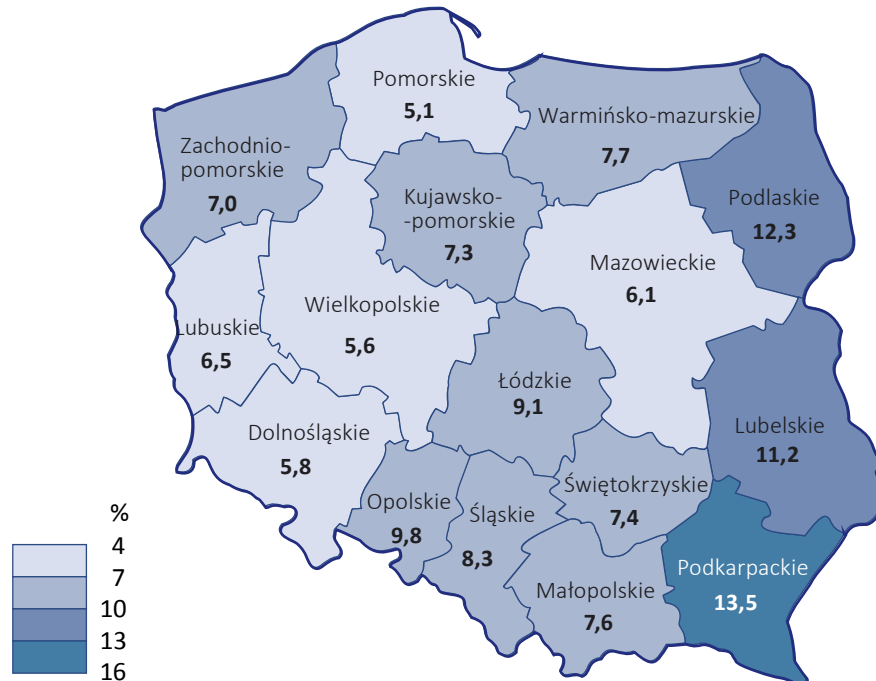 Pomorskie
5,1
Warmińsko-mazurskie
7,7
Zachodnio-
pomorskie
7,0
Kujawsko-
-pomorskie
7,3
Podlaskie
12,3
Mazowieckie
6,1
Wielkopolskie
5,6
Lubuskie
6,5
Łódzkie
9,1
Dolnośląskie
5,8
Lubelskie
11,2
Opolskie
9,8
Śląskie
8,3
Świętokrzyskie
7,4
Małopolskie
7,6
Podkarpackie
13,5
%
4
7
10
13
16